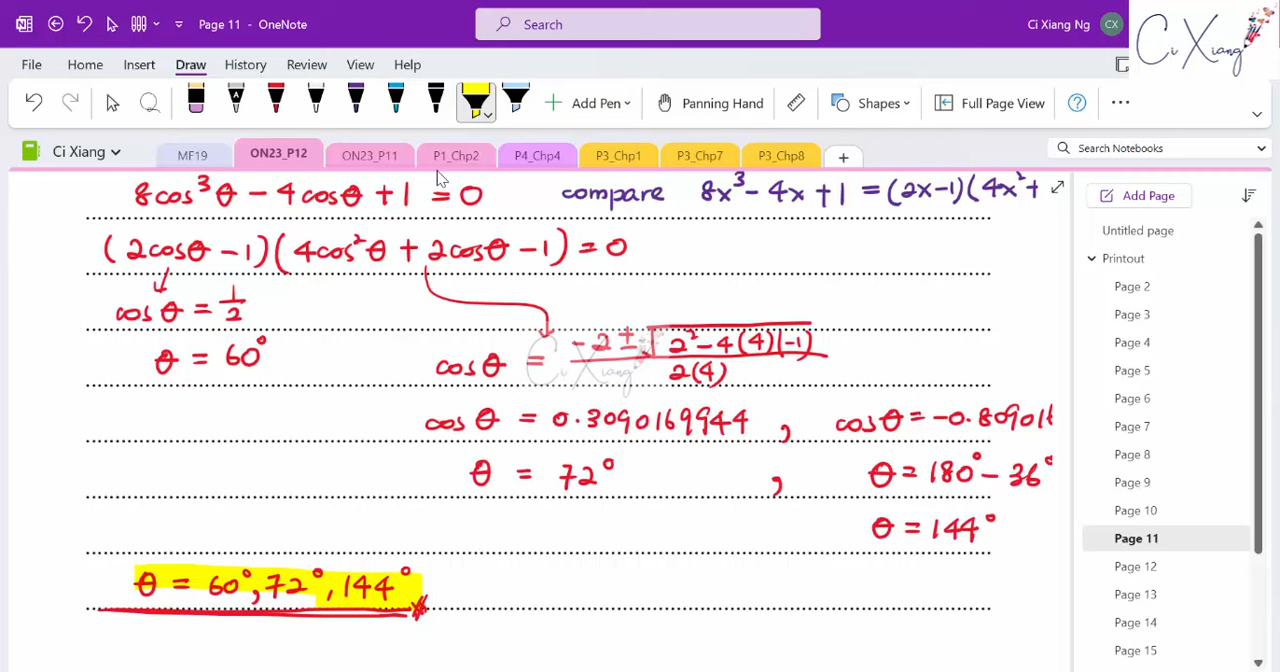 Page 11 - OneNote
Search
Ci Xiang Ng
CX
Ci Xiang
File Home Insert Draw History Review View Help
Add Pen
Panning Hand
Shapes
Full Page View
Ci Xiang
MF19
ON23_P12
ON23_P11
P1_Chp2
P4_Chp4
P3_Chp1
P3_Chp7
P3_Chp8
Search Notebooks
8cos³θ - 4cosθ + 1 = 0 compare 8x³ - 4x + 1 = (2x-1)(4x²+
(2cosθ - 1)(4cos²θ + 2cosθ - 1) = 0
cosθ = 1/2
θ = 60°
cosθ = -2 ± √2² - 4(4)(-1) / 2(4)
Ci Xiang
cosθ = 0.3090169944 , cosθ = -0.80901
θ = 72° , θ = 180° - 36°
θ = 144°
θ = 60°, 72°, 144°
Add Page
Untitled page
Printout
Page 2
Page 3
Page 4
Page 5
Page 6
Page 7
Page 8
Page 9
Page 10
Page 11
Page 12
Page 13
Page 14
Page 15